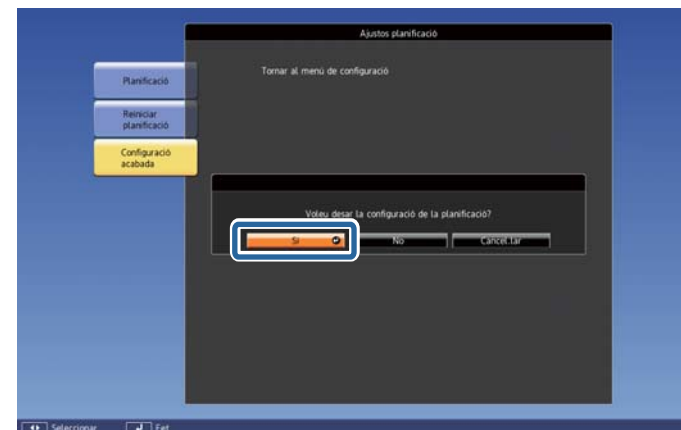 Ajustos planificació
Tornar al menú de configuració
Planificació
Reiniciar
planificació
Configuració
acabada
Voleu desar la configuració de la planificació?
Sí
No
Cancel.lar
Seleccionar
Fet